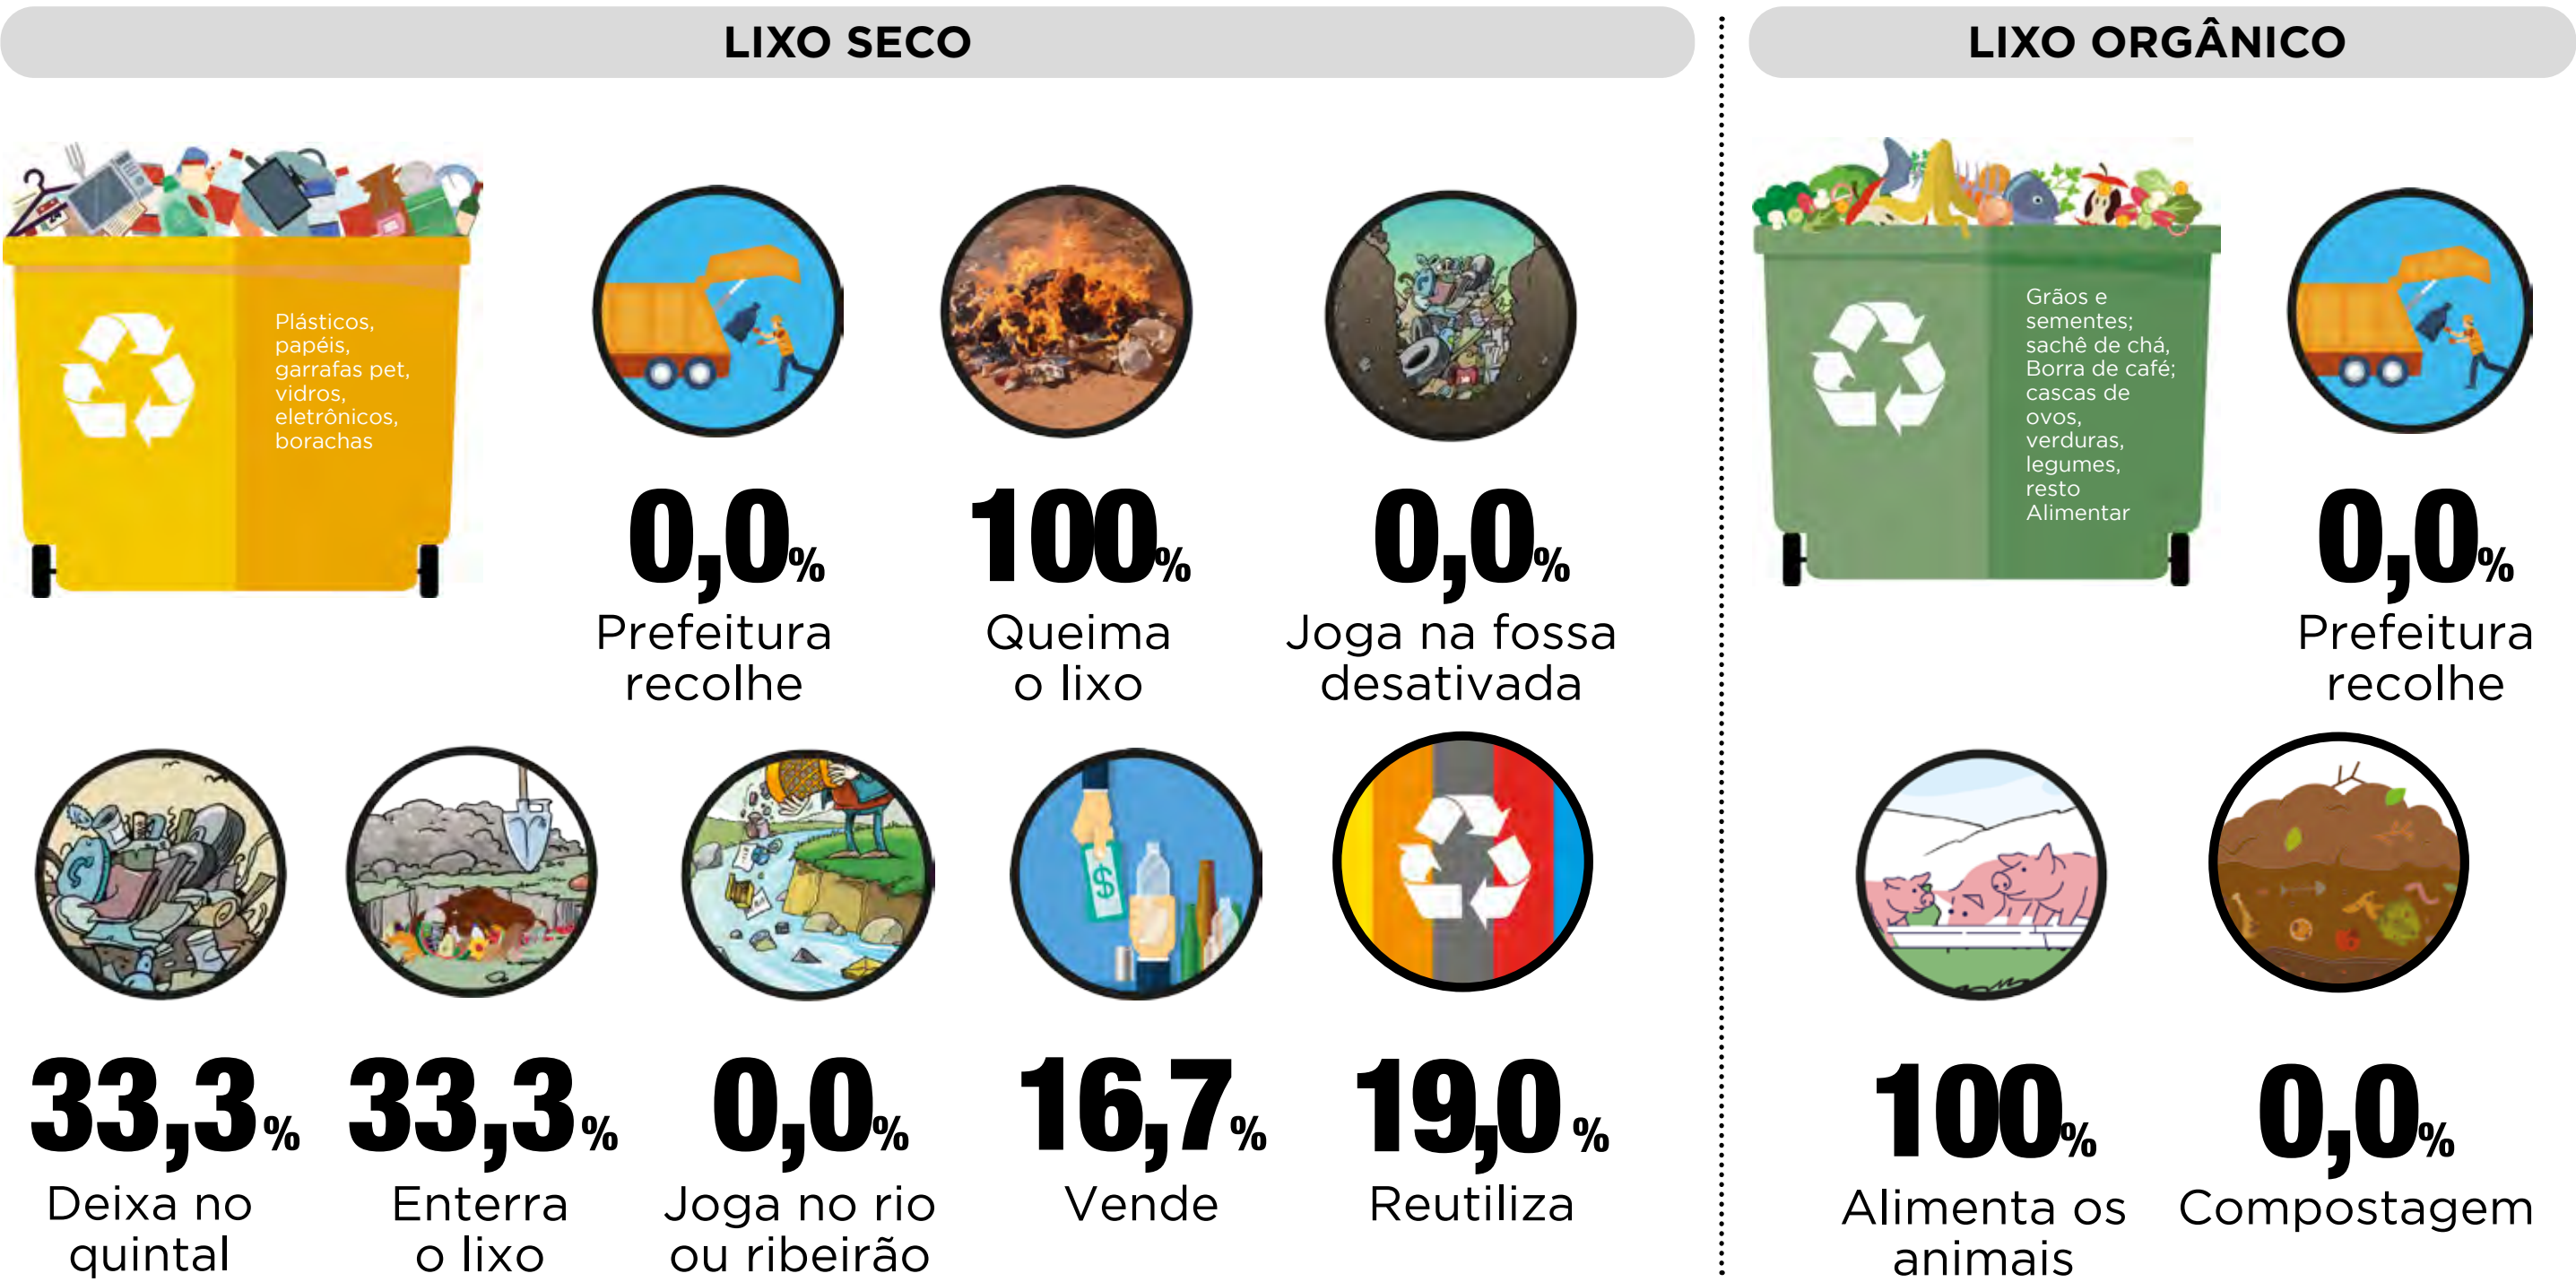 LIXO SECO
Plásticos,
papéis,
garrafas pet,
vidros,
eletrônicos,
borachas
0,0%
Prefeitura
recolhe
100%
Queima
o lixo
0,0%
Joga na fossa
desativada
33,3%
Deixa no
quintal
33,3%
Enterra
o lixo
0,0%
Joga no rio
ou ribeirão
16,7%
Vende
19,0%
Reutiliza
LIXO ORGÂNICO
Grãos e
sementes;
sachê de chá,
Borra de café;
cascas de
ovos,
verduras,
legumes,
resto
Alimentar
0,0%
Prefeitura
recolhe
100%
Alimenta os
animais
0,0%
Compostagem